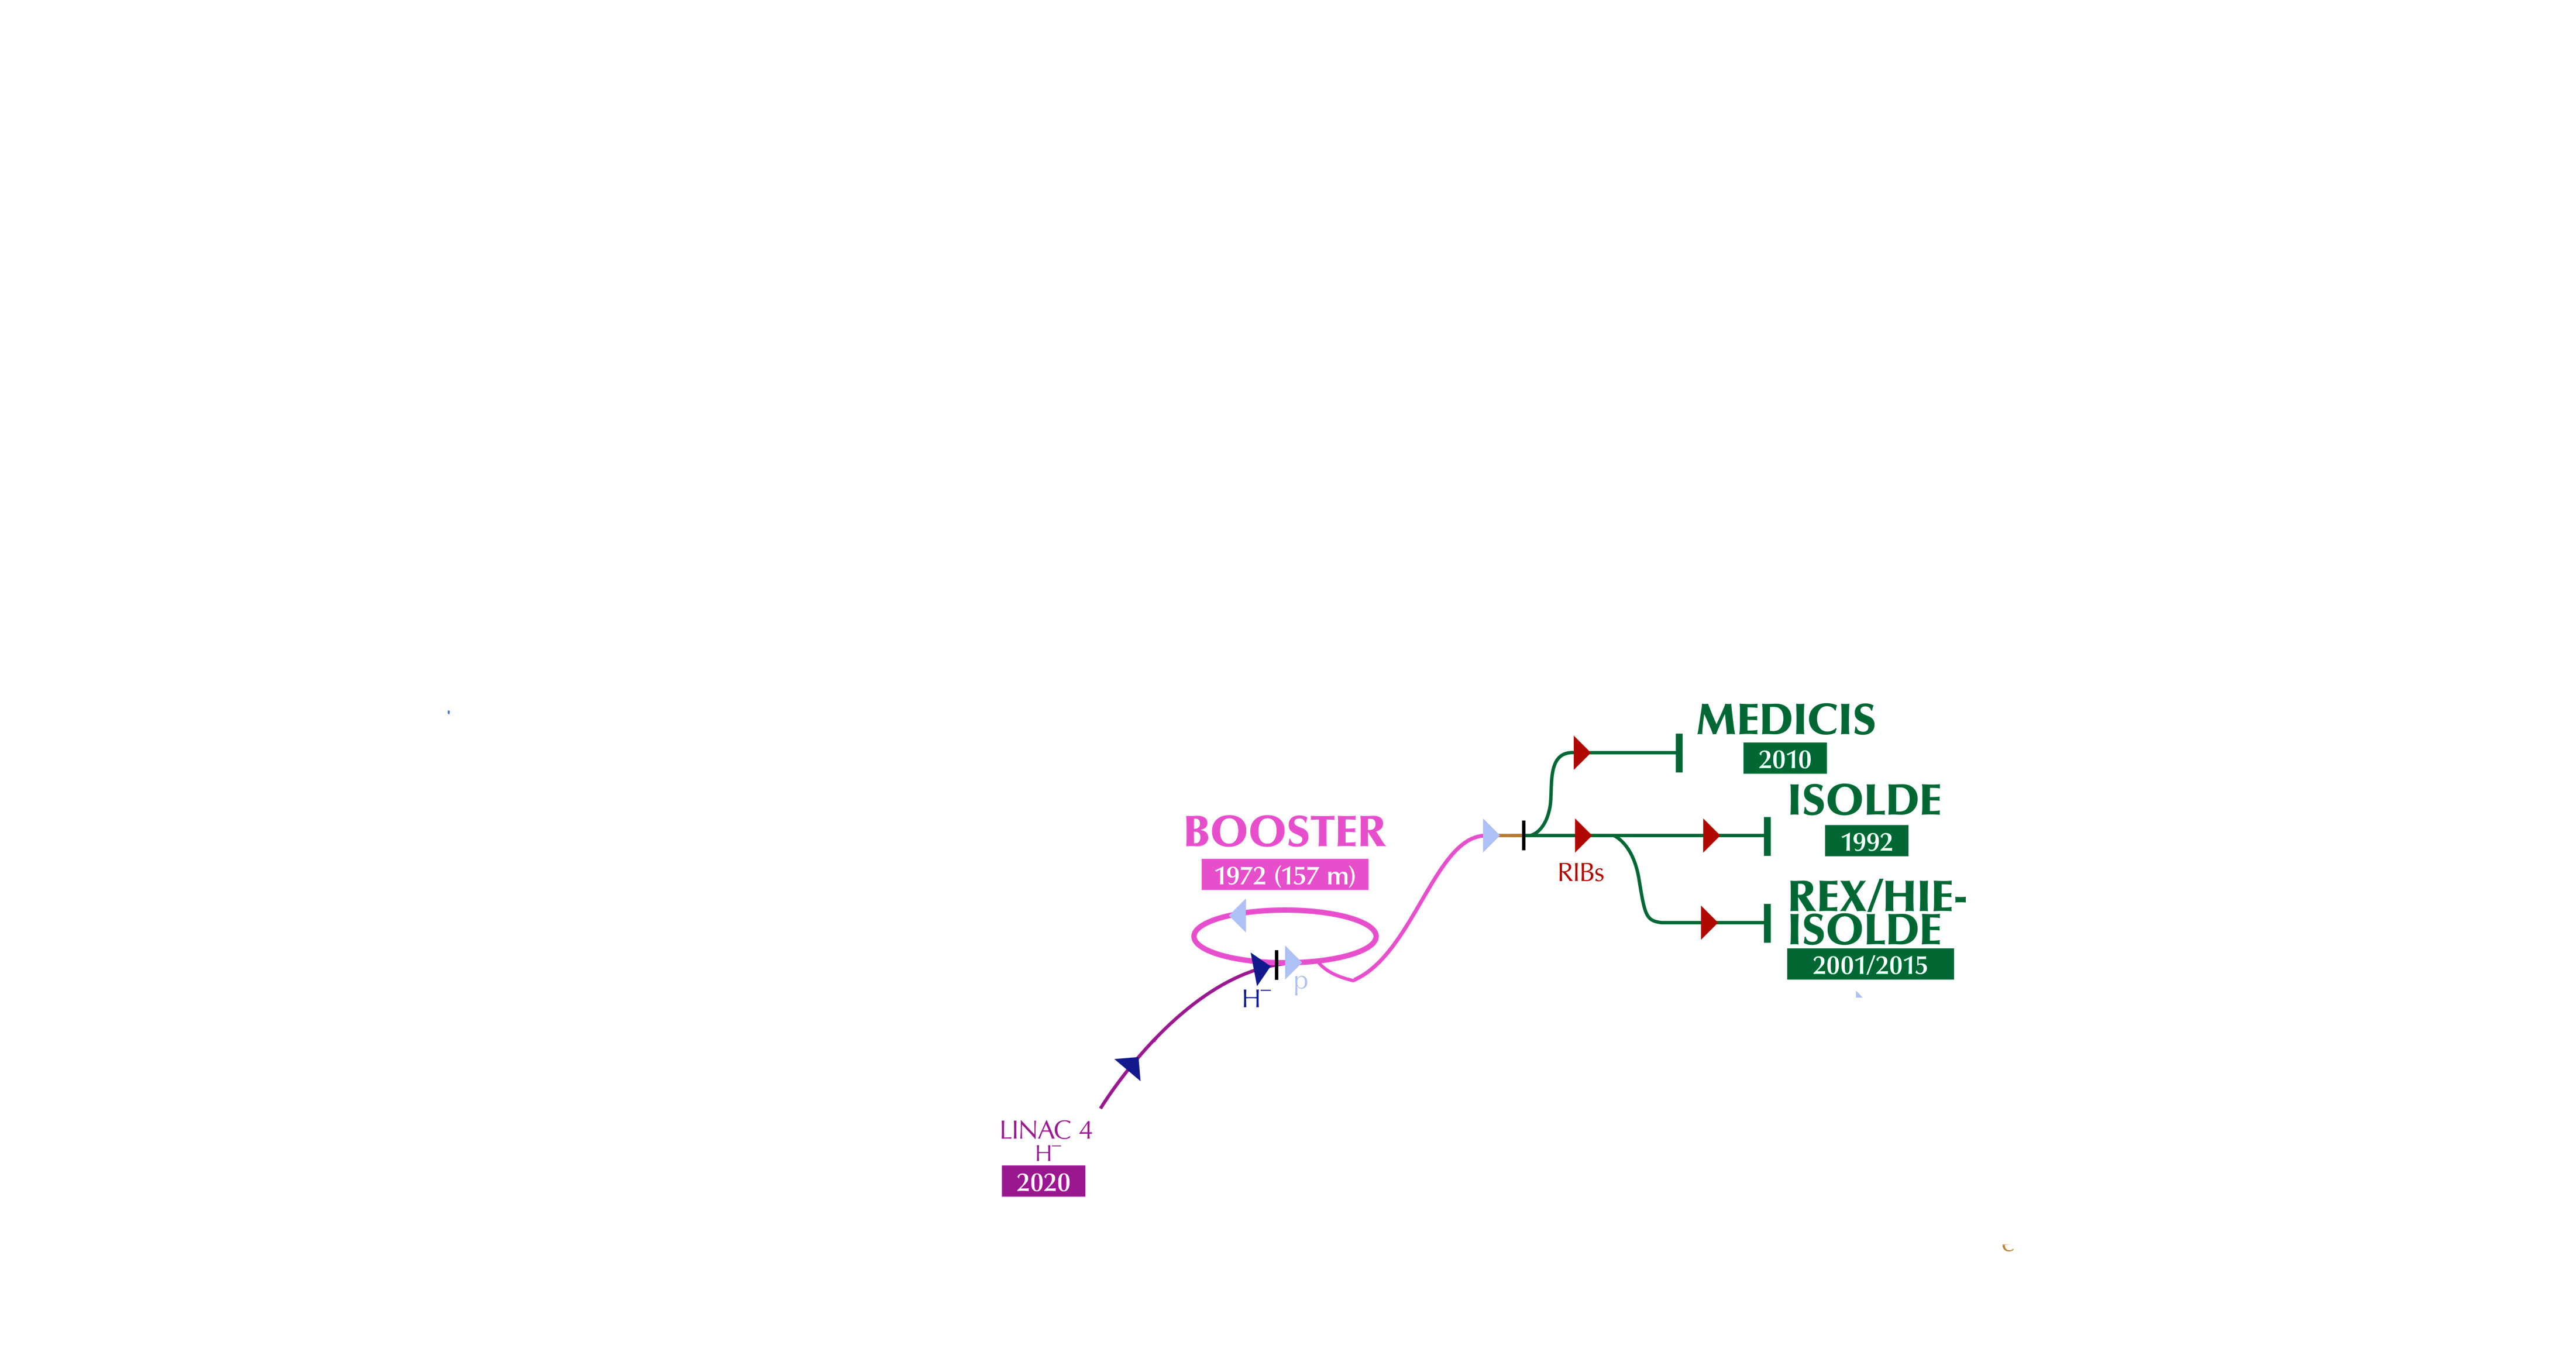 MEDICIS
2010
ISOLDE
1992
BOOSTER
1972 (157 m)
RIBs
REX/HIE-
ISOLDE
2001/2015
p
H⁻
LINAC 4
H⁻
2020